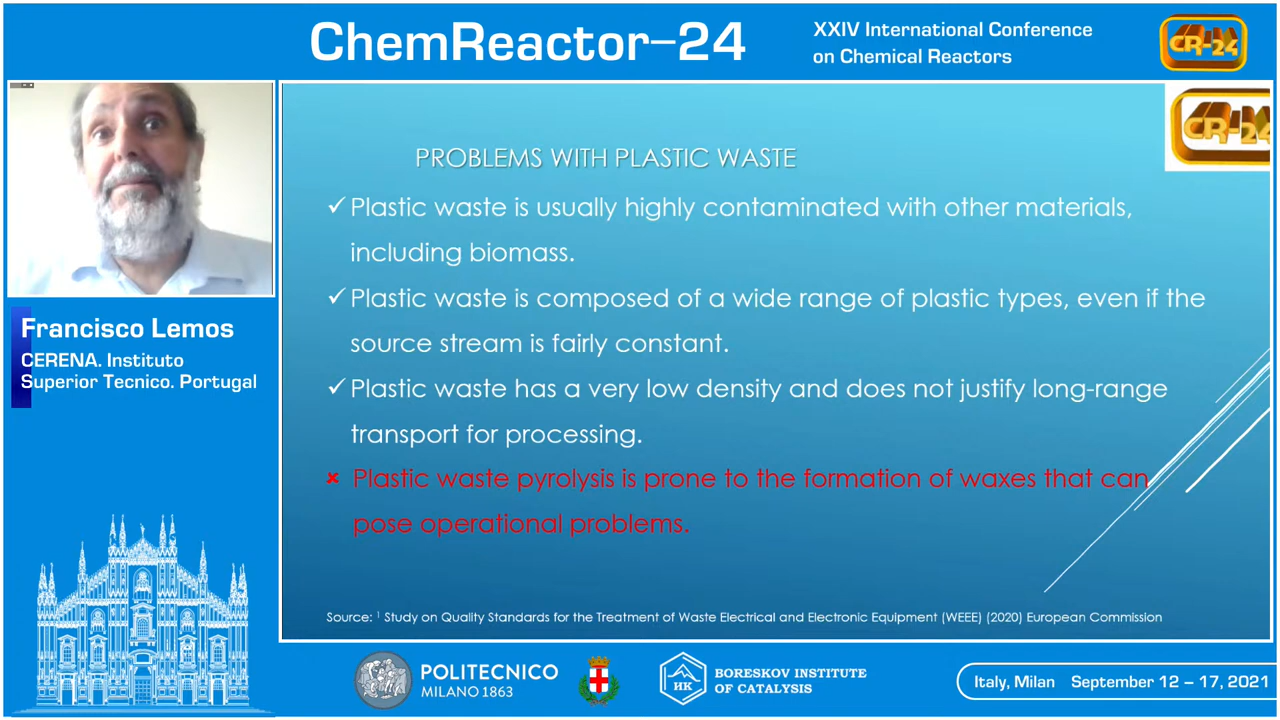 ChemReactor–24
XXIV International Conference
on Chemical Reactors
CR-24
CR-24
PROBLEMS WITH PLASTIC WASTE
✓ Plastic waste is usually highly contaminated with other materials,
including biomass.
✓ Plastic waste is composed of a wide range of plastic types, even if the
source stream is fairly constant.
✓ Plastic waste has a very low density and does not justify long-range
transport for processing.
✘ Plastic waste pyrolysis is prone to the formation of waxes that can
pose operational problems.
Source: ¹ Study on Quality Standards for the Treatment of Waste Electrical and Electronic Equipment (WEEE) (2020) European Commission
Francisco Lemos
CERENA. Instituto
Superior Tecnico. Portugal
POLITECNICO
MILANO 1863
HK
BORESKOV INSTITUTE
OF CATALYSIS
Italy, Milan September 12 – 17, 2021